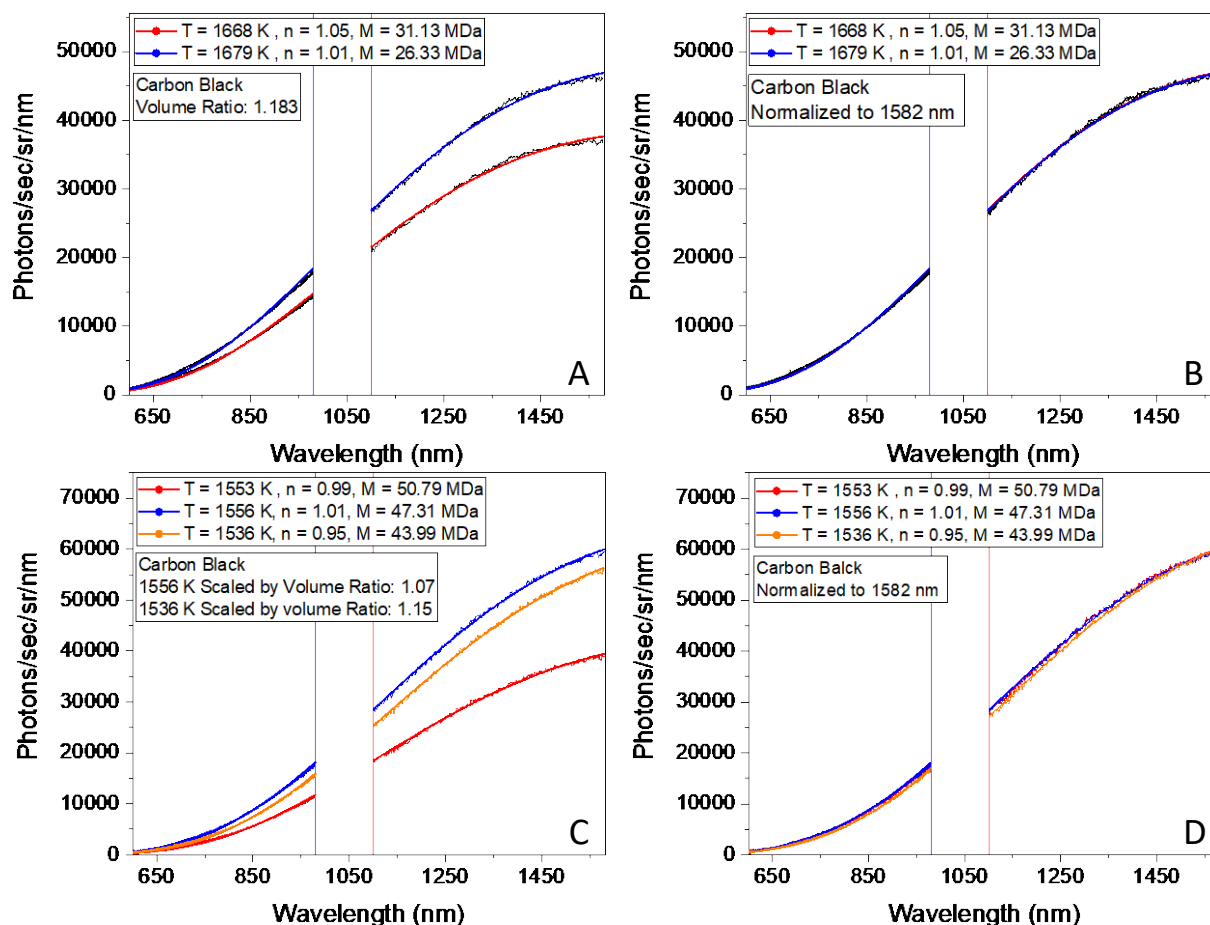 T = 1668 K , n = 1.05, M = 31.13 MDa
T = 1679 K , n = 1.01, M = 26.33 MDa
Carbon Black
Volume Ratio: 1.183
50000
40000
30000
20000
10000
0
Photons/sec/sr/nm
650 850 1050 1250 1450
Wavelength (nm)
A
T = 1668 K , n = 1.05, M = 31.13 MDa
T = 1679 K , n = 1.01, M = 26.33 MDa
Carbon Black
Normalized to 1582 nm
50000
40000
30000
20000
10000
0
Photons/sec/sr/nm
650 850 1050 1250 1450
Wavelength (nm)
B
T = 1553 K , n = 0.99, M = 50.79 MDa
T = 1556 K, n = 1.01, M = 47.31 MDa
T = 1536 K, n = 0.95, M = 43.99 MDa
Carbon Black
1556 K Scaled by Volume Ratio: 1.07
1536 K Scaled by volume Ratio: 1.15
70000
60000
50000
40000
30000
20000
10000
0
Photons/sec/sr/nm
650 850 1050 1250 1450
Wavelength (nm)
C
T = 1553 K , n = 0.99, M = 50.79 MDa
T = 1556 K, n = 1.01, M = 47.31 MDa
T = 1536 K, n = 0.95, M = 43.99 MDa
Carbon Balck
Normalized to 1582 nm
70000
60000
50000
40000
30000
20000
10000
0
Photons/sec/sr/nm
650 850 1050 1250 1450
Wavelength (nm)
D